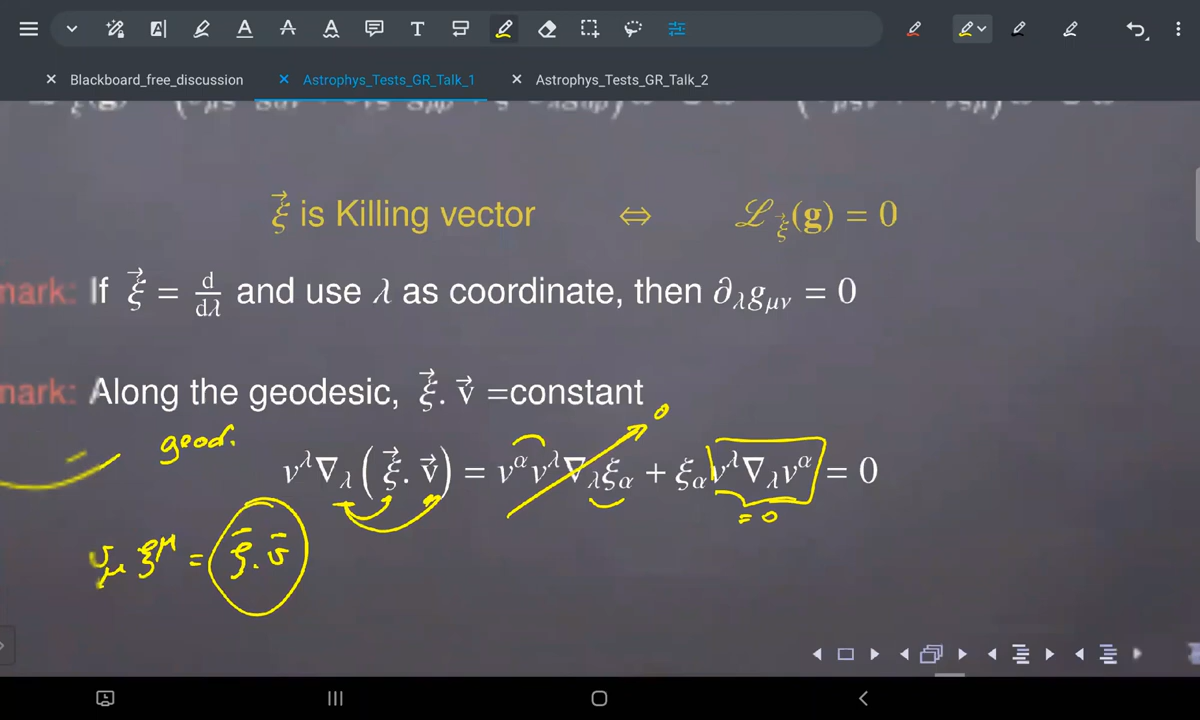 Blackboard_free_discussion Astrophys_Tests_GR_Talk_1 Astrophys_Tests_GR_Talk_2
ξ⃗ is Killing vector ⇔ ℒ_ξ⃗(g) = 0
mark: If ξ⃗ = d/dλ and use λ as coordinate, then ∂_λ g_μν = 0
mark: Along the geodesic, ξ⃗. v⃗ =constant
geod.
0
v^λ ∇_λ (ξ⃗. v⃗) = v^α v^λ ∇_λ ξ_α + ξ_α v^λ ∇_λ v^α = 0
= 0
v_μ ξ^μ = ξ⃗. v⃗